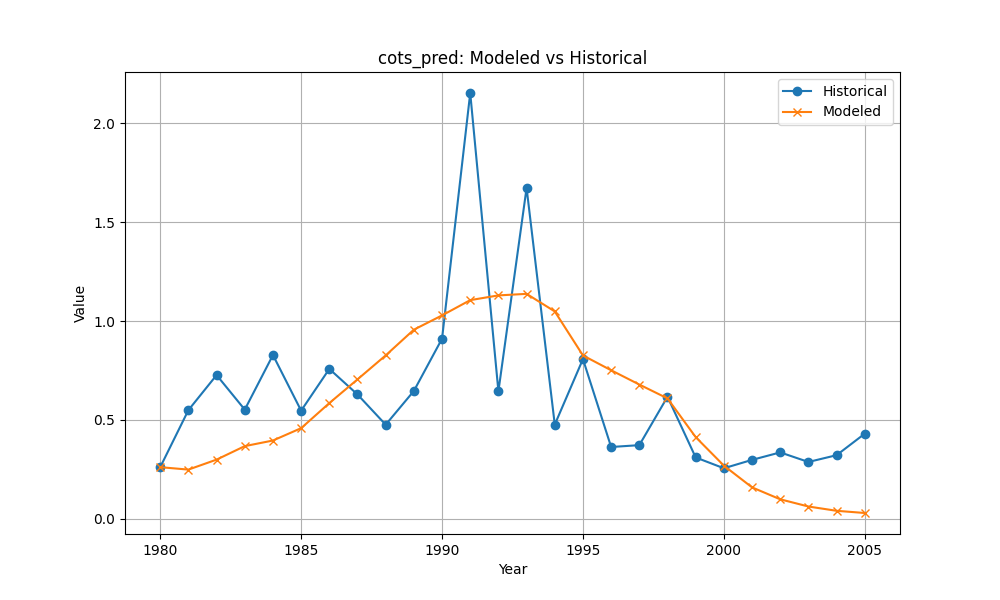 cots_pred: Modeled vs Historical
Historical
Modeled
Value
2.0
1.5
1.0
0.5
0.0
1980 1985 1990 1995 2000 2005
Year